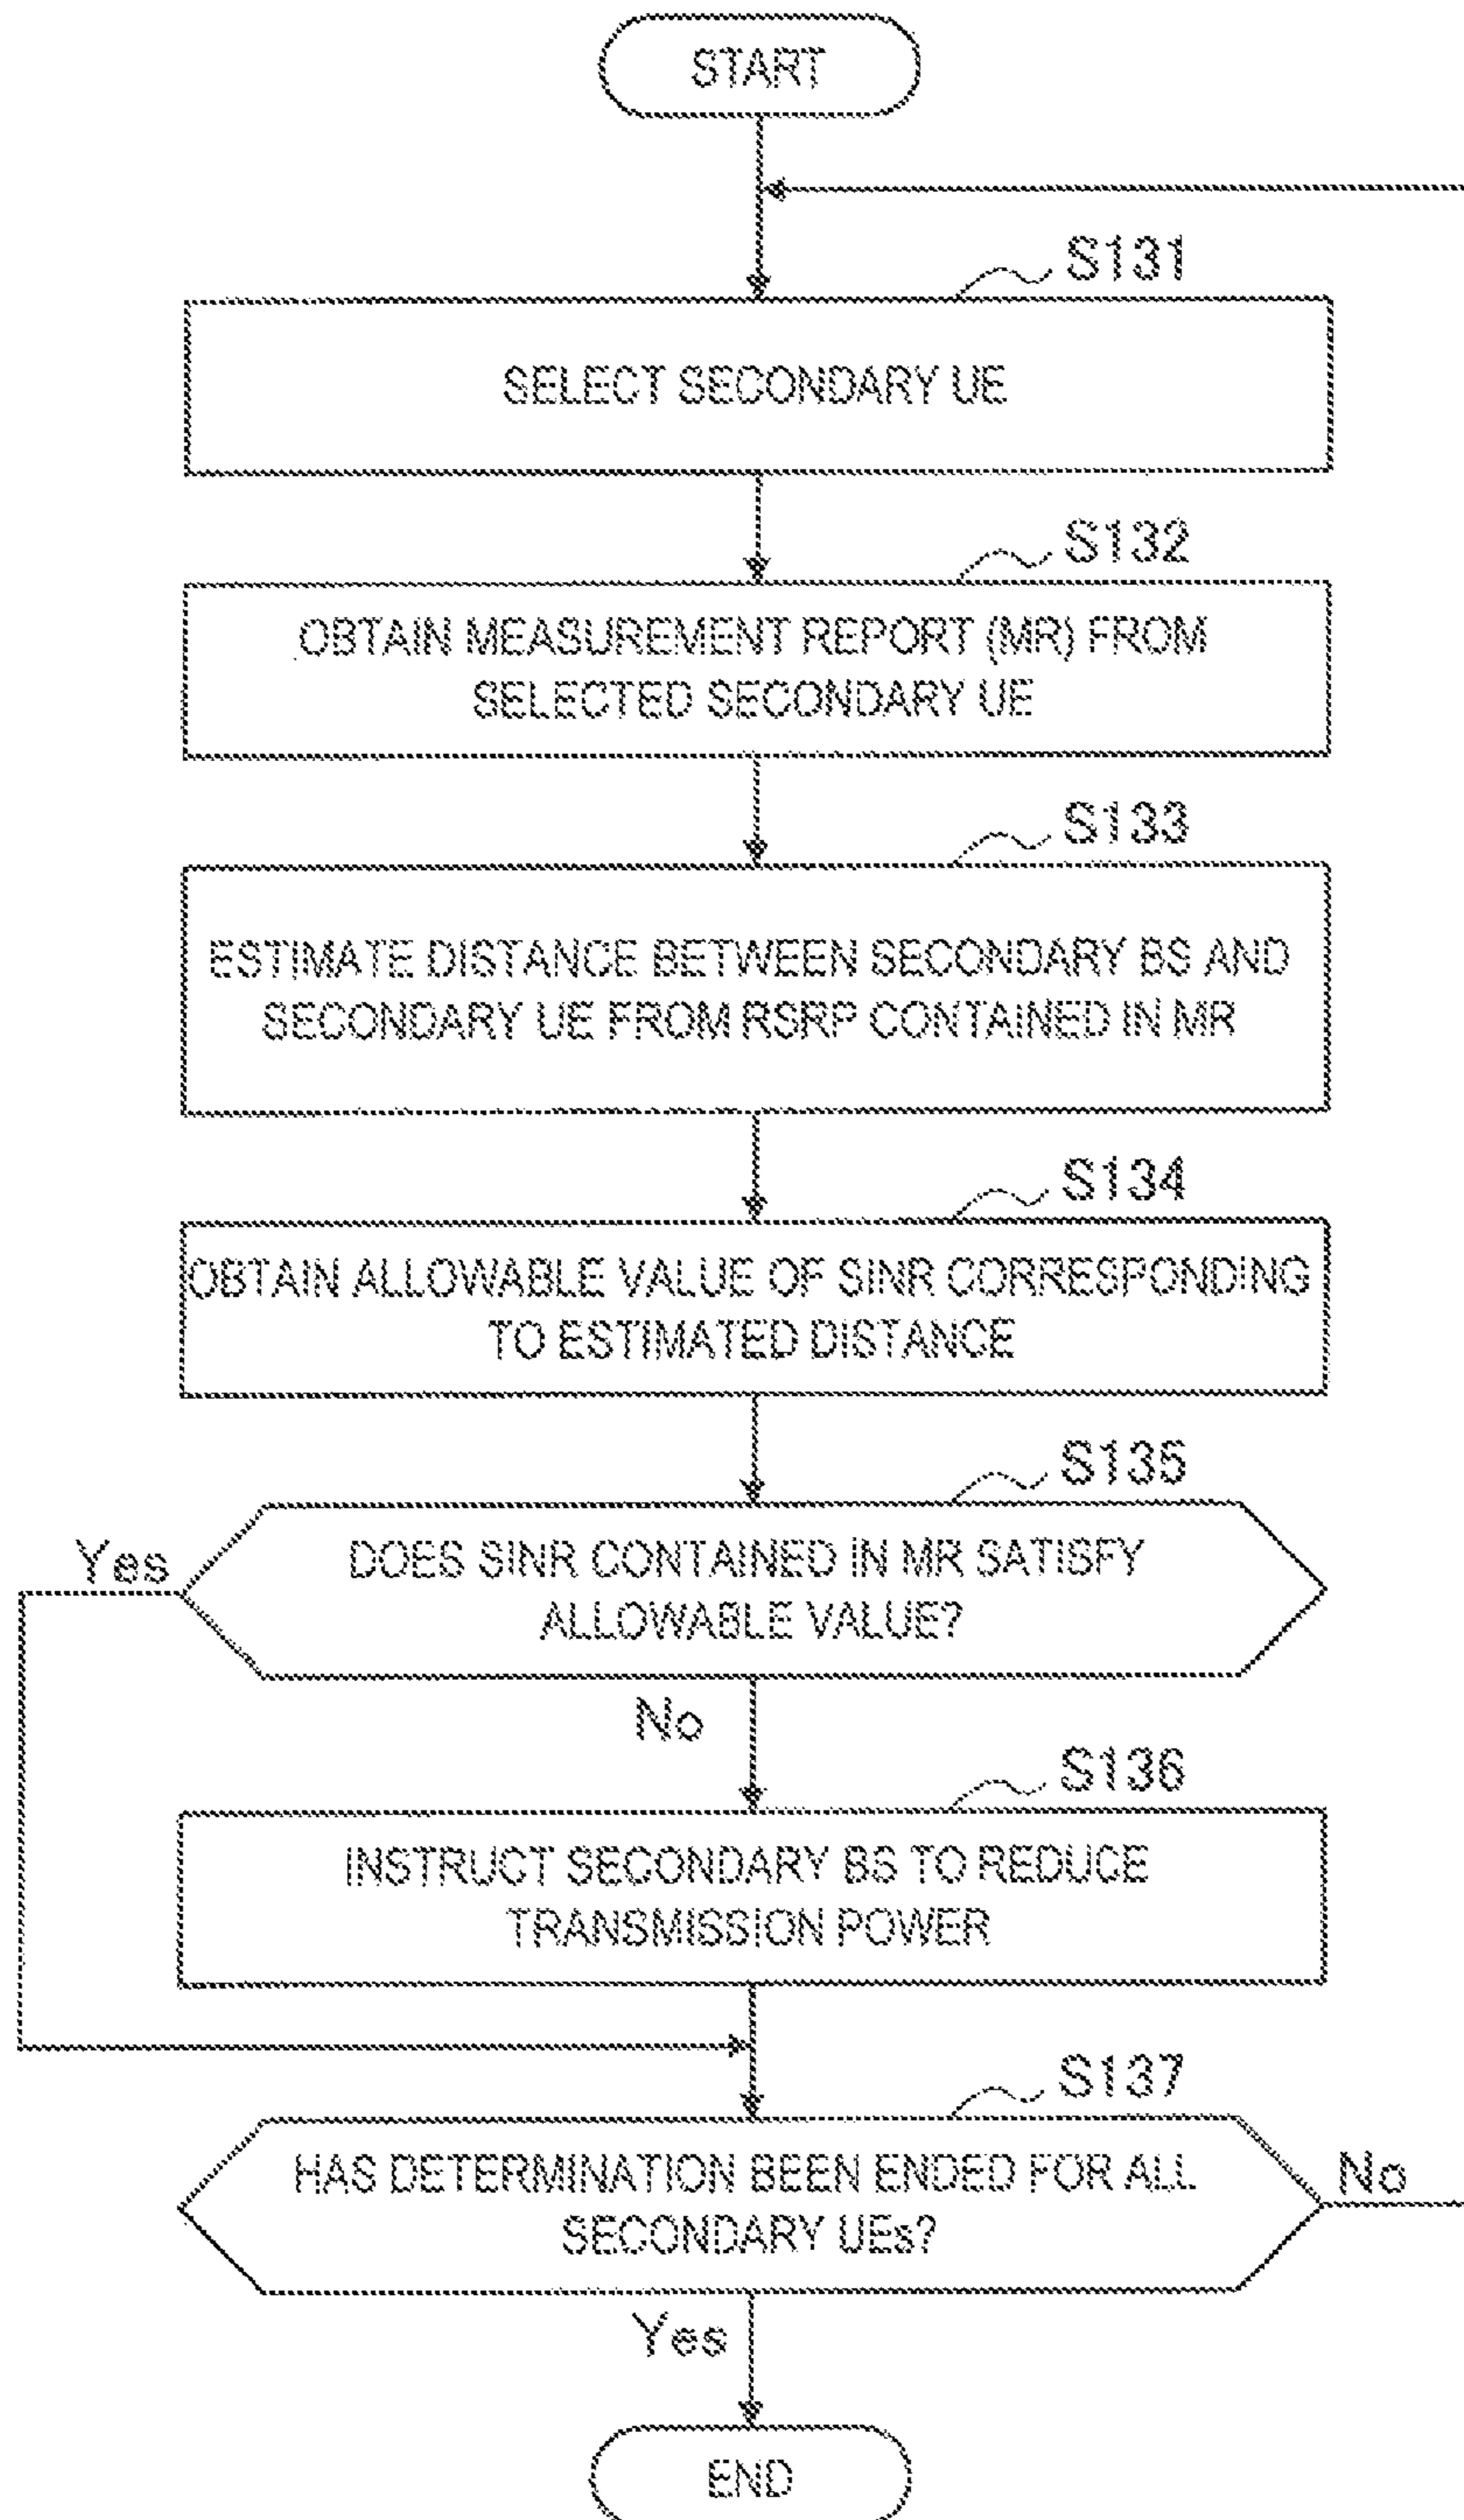 START
S131
SELECT SECONDARY UE
S132
OBTAIN MEASUREMENT REPORT (MR) FROM
SELECTED SECONDARY UE
S133
ESTIMATE DISTANCE BETWEEN SECONDARY BS AND
SECONDARY UE FROM RSRP CONTAINED IN MR
S134
OBTAIN ALLOWABLE VALUE OF SINR CORRESPONDING
TO ESTIMATED DISTANCE
S135
Yes
DOES SINR CONTAINED IN MR SATISFY
ALLOWABLE VALUE?
No
S136
INSTRUCT SECONDARY BS TO REDUCE
TRANSMISSION POWER
S137
HAS DETERMINATION BEEN ENDED FOR ALL
SECONDARY UEs?
No
Yes
END